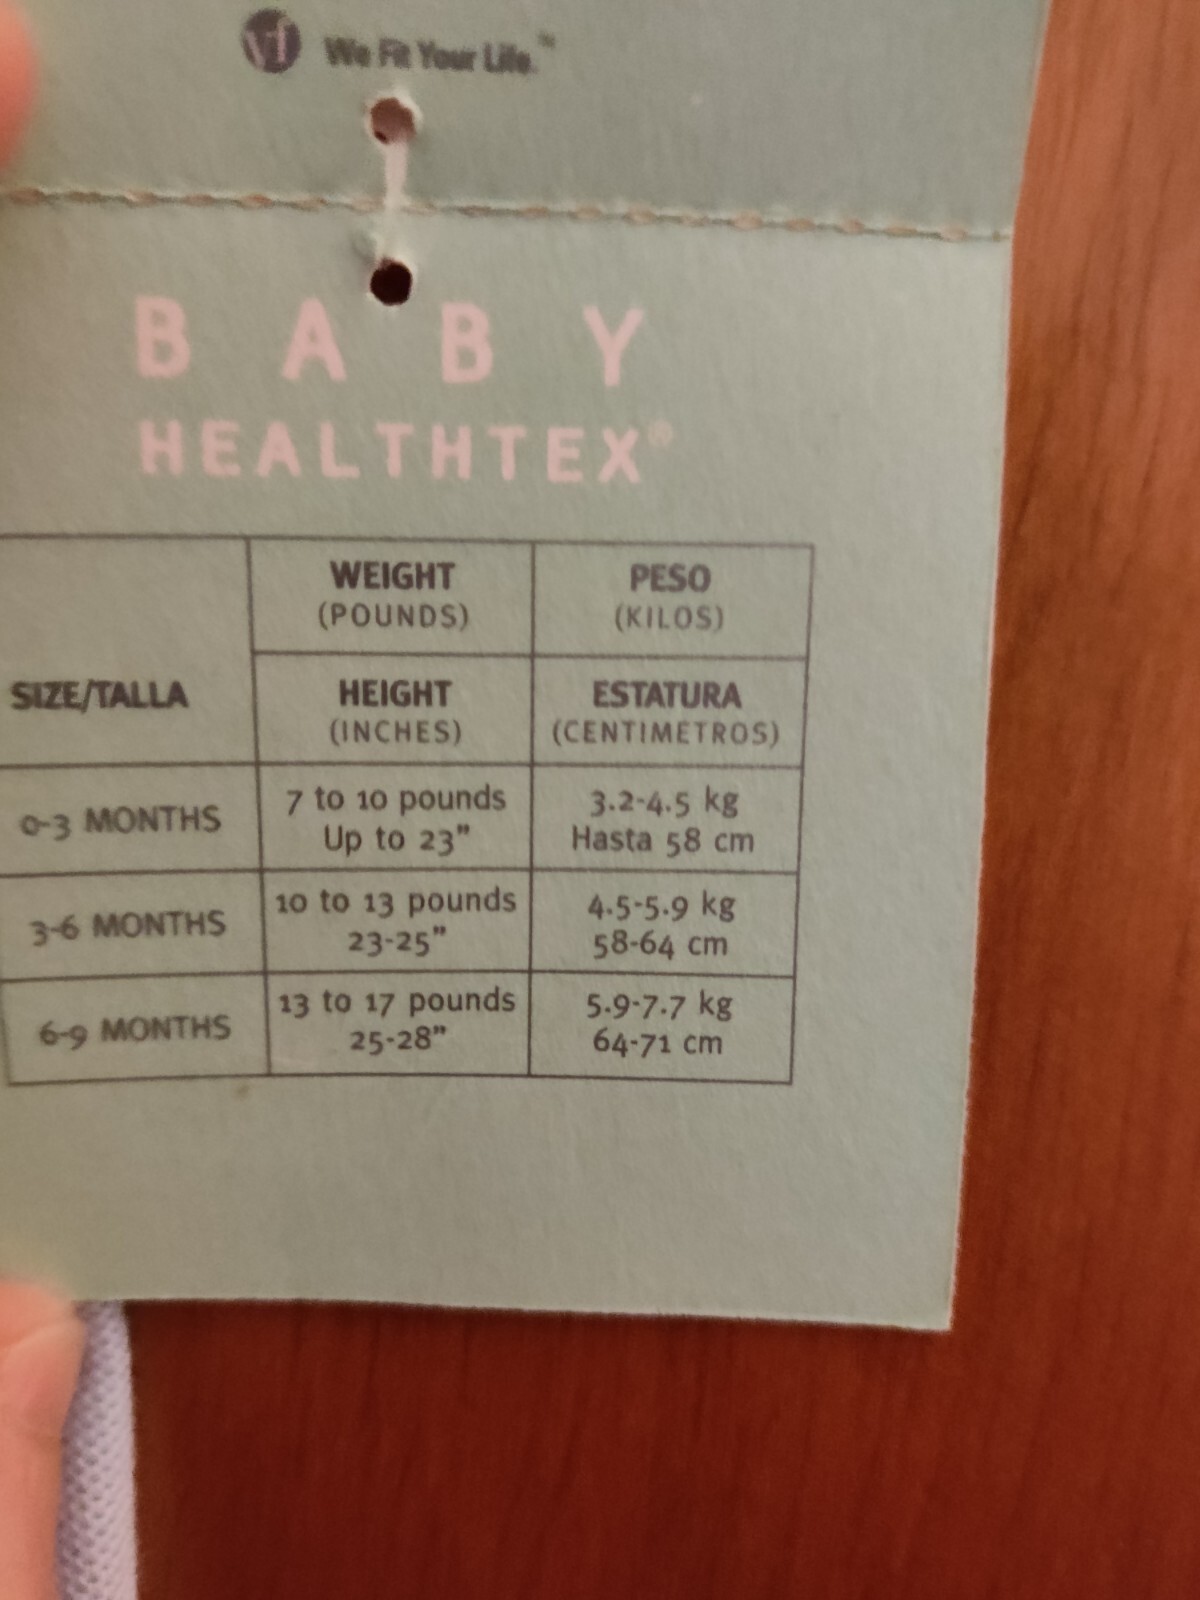 vf We Fit Your Life.™
BABY
HEALTHTEX®
WEIGHT
(POUNDS)
PESO
(KILOS)
SIZE/TALLA
HEIGHT
(INCHES)
ESTATURA
(CENTIMETROS)
0-3 MONTHS
7 to 10 pounds
Up to 23"
3.2-4.5 kg
Hasta 58 cm
3-6 MONTHS
10 to 13 pounds
23-25"
4.5-5.9 kg
58-64 cm
6-9 MONTHS
13 to 17 pounds
25-28"
5.9-7.7 kg
64-71 cm